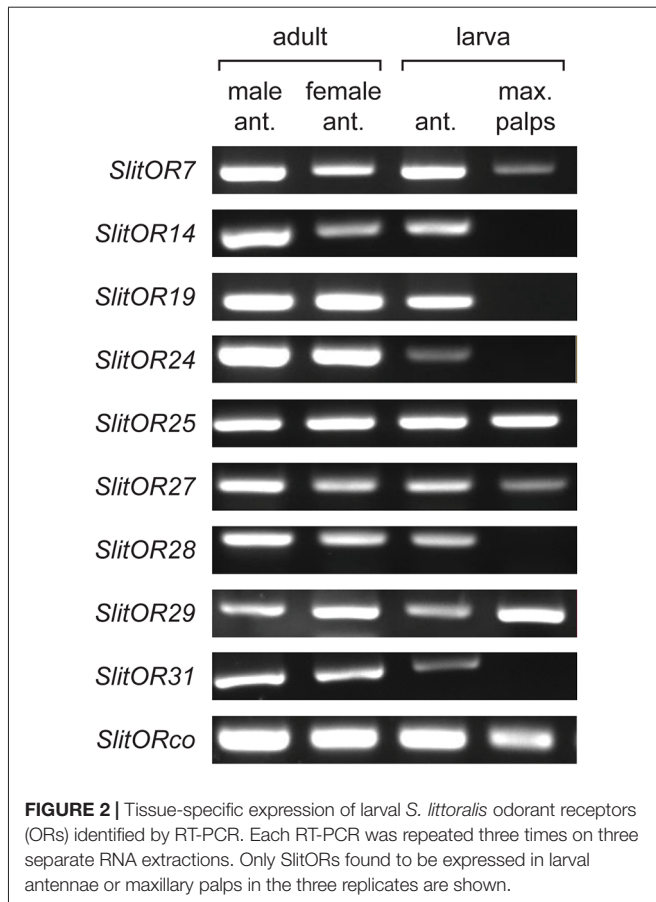 adult larva
male female max.
ant. ant. ant. palps
SlitOR7
SlitOR14
SlitOR19
SlitOR24
SlitOR25
SlitOR27
SlitOR28
SlitOR29
SlitOR31
SlitORco
FIGURE 2 | Tissue-specific expression of larval S. littoralis odorant receptors
(ORs) identified by RT-PCR. Each RT-PCR was repeated three times on three
separate RNA extractions. Only SlitORs found to be expressed in larval
antennae or maxillary palps in the three replicates are shown.